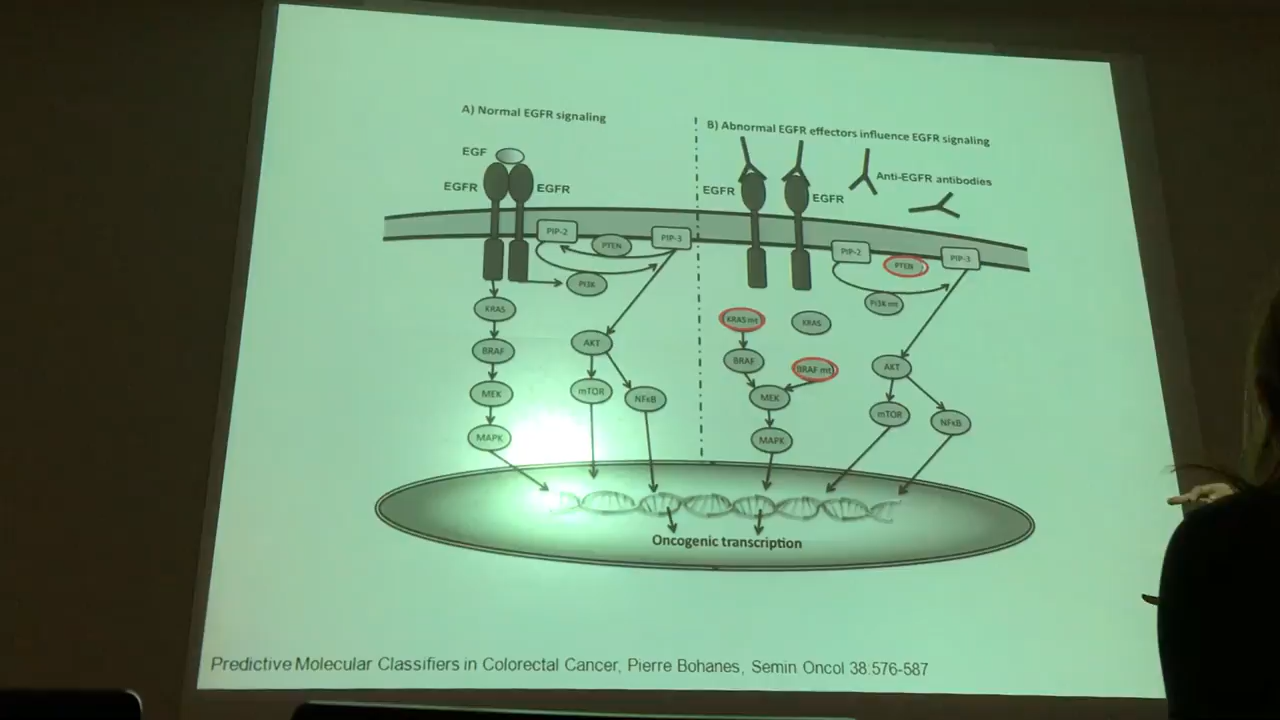 A) Normal EGFR signaling
EGF
EGFR
EGFR
PIP-2
PTEN
PIP-3
PI3K
KRAS
BRAF
MEK
MAPK
AKT
mTOR
NFκB
B) Abnormal EGFR effectors influence EGFR signaling
Anti-EGFR antibodies
EGFR
EGFR
PIP-2
PTEN
PIP-3
PI3K mt
KRAS mt
KRAS
BRAF
BRAF mt
MEK
MAPK
AKT
mTOR
NFκB
Oncogenic transcription
Predictive Molecular Classifiers in Colorectal Cancer, Pierre Bohanes, Semin Oncol 38:576-587